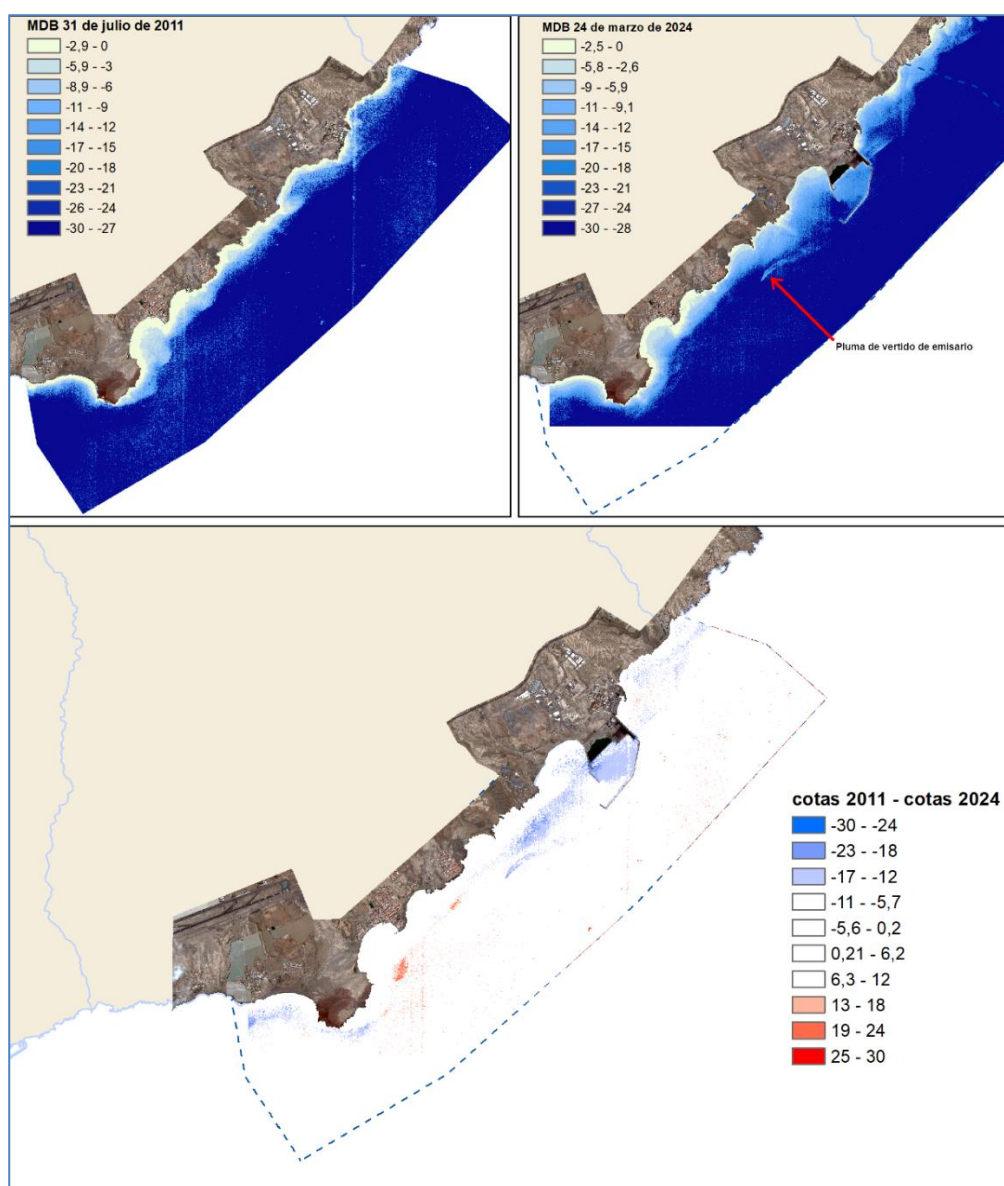 MDB 31 de julio de 2011
-2,9 - 0
-5,9 - -3
-8,9 - -6
-11 - -9
-14 - -12
-17 - -15
-20 - -18
-23 - -21
-26 - -24
-30 - -27
MDB 24 de marzo de 2024
-2,5 - 0
-5,8 - -2,6
-9 - -5,9
-11 - -9,1
-14 - -12
-17 - -15
-20 - -18
-23 - -21
-27 - -24
-30 - -28
Pluma de vertido de emisario
cotas 2011 - cotas 2024
-30 - -24
-23 - -18
-17 - -12
-11 - -5,7
-5,6 - 0,2
0,21 - 6,2
6,3 - 12
13 - 18
19 - 24
25 - 30